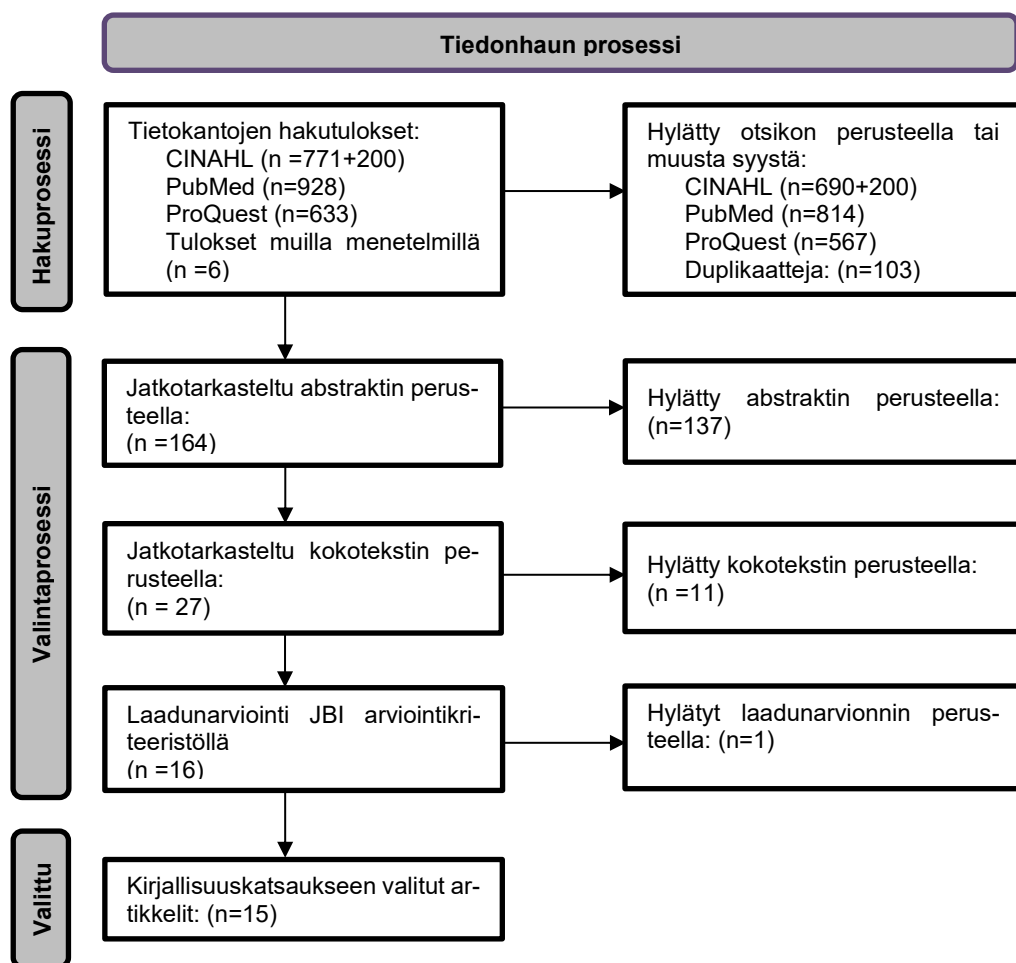 Tiedonhaun prosessi
Hakuprosessi
Tietokantojen hakutulokset:
CINAHL (n =771+200)
PubMed (n=928)
ProQuest (n=633)
Tulokset muilla menetelmillä
(n =6)
Hylätty otsikon perusteella tai
muusta syystä:
CINAHL (n=690+200)
PubMed (n=814)
ProQuest (n=567)
Duplikaatteja: (n=103)
Valintaprosessi
Jatkotarkasteltu abstraktin perus-
teella:
(n =164)
Hylätty abstraktin perusteella:
(n=137)
Jatkotarkasteltu kokotekstin pe-
rusteella:
(n = 27)
Hylätty kokotekstin perusteella:
(n =11)
Laadunarviointi JBI arviointikri-
teeristöllä
(n =16)
Hylätyt laadunarvionnin perus-
teella: (n=1)
Valittu
Kirjallisuuskatsaukseen valitut ar-
tikkelit: (n=15)